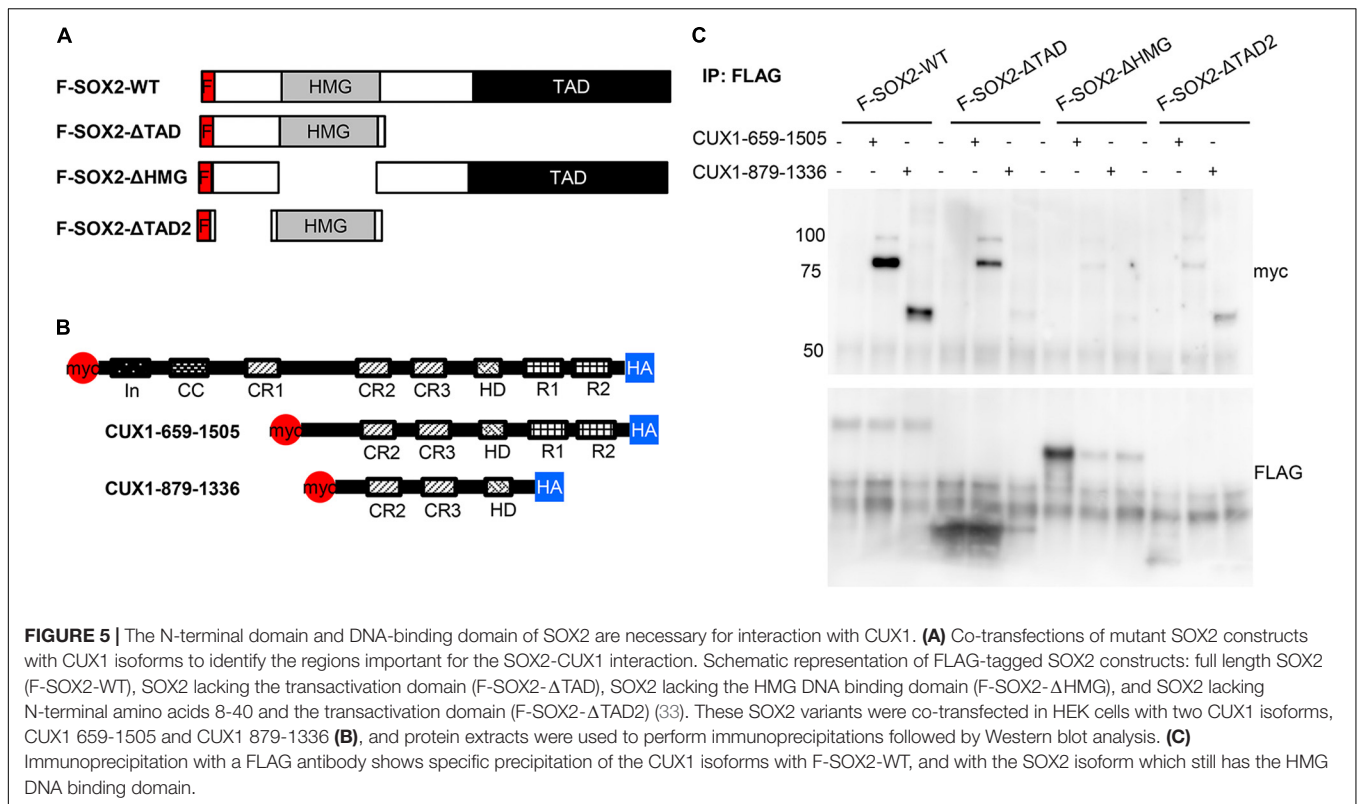 A
F-SOX2-WT
F HMG TAD
F-SOX2-ΔTAD
F HMG
F-SOX2-ΔHMG
F TAD
F-SOX2-ΔTAD2
F HMG
B
myc HA
In CC CR1 CR2 CR3 HD R1 R2
CUX1-659-1505
myc HA
CR2 CR3 HD R1 R2
CUX1-879-1336
myc HA
CR2 CR3 HD
C
IP: FLAG
F-SOX2-WT F-SOX2-ΔTAD F-SOX2-ΔHMG F-SOX2-ΔTAD2
CUX1-659-1505 - + - - + - - + - - + -
CUX1-879-1336 - - + - - + - - + - - +
100
75
50
myc
FLAG
FIGURE 5 | The N-terminal domain and DNA-binding domain of SOX2 are necessary for interaction with CUX1. (A) Co-transfections of mutant SOX2 constructs
with CUX1 isoforms to identify the regions important for the SOX2-CUX1 interaction. Schematic representation of FLAG-tagged SOX2 constructs: full length SOX2
(F-SOX2-WT), SOX2 lacking the transactivation domain (F-SOX2-ΔTAD), SOX2 lacking the HMG DNA binding domain (F-SOX2-ΔHMG), and SOX2 lacking
N-terminal amino acids 8-40 and the transactivation domain (F-SOX2-ΔTAD2) (33). These SOX2 variants were co-transfected in HEK cells with two CUX1 isoforms,
CUX1 659-1505 and CUX1 879-1336 (B), and protein extracts were used to perform immunoprecipitations followed by Western blot analysis. (C)
Immunoprecipitation with a FLAG antibody shows specific precipitation of the CUX1 isoforms with F-SOX2-WT, and with the SOX2 isoform which still has the HMG
DNA binding domain.